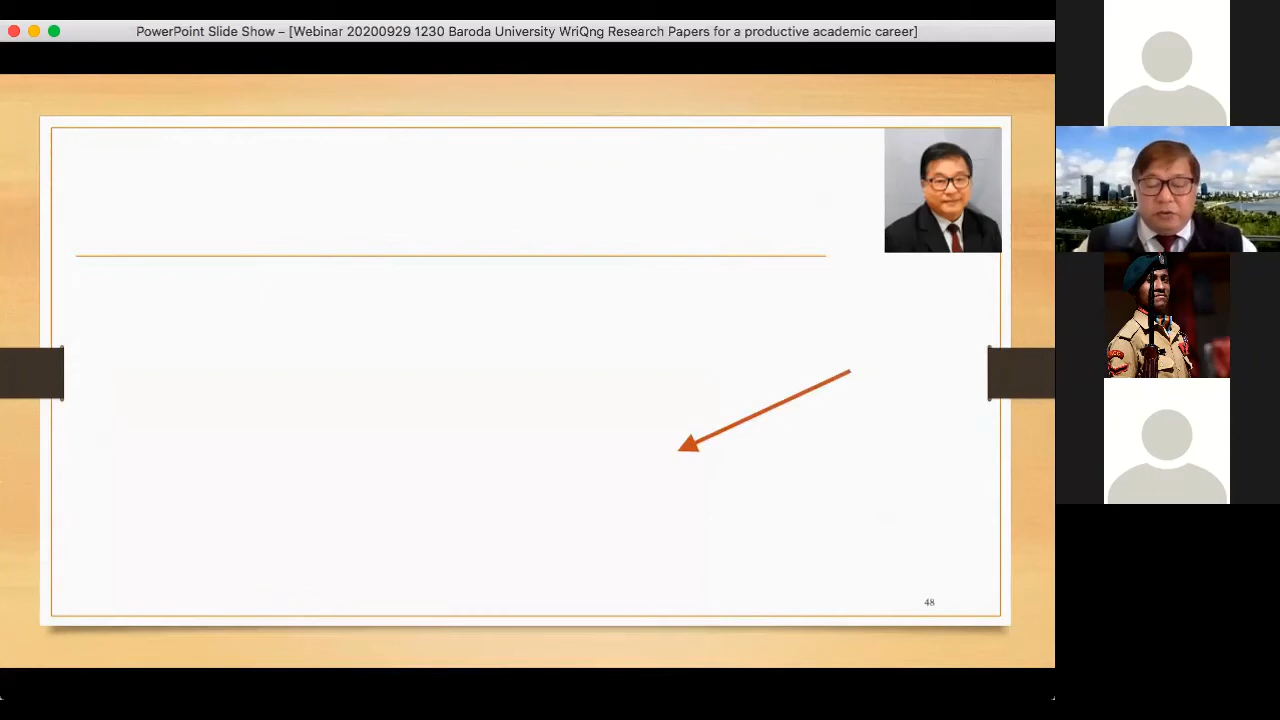 PowerPoint Slide Show – [Webinar 20200929 1230 Baroda University WriQng Research Papers for a productive academic career]
48